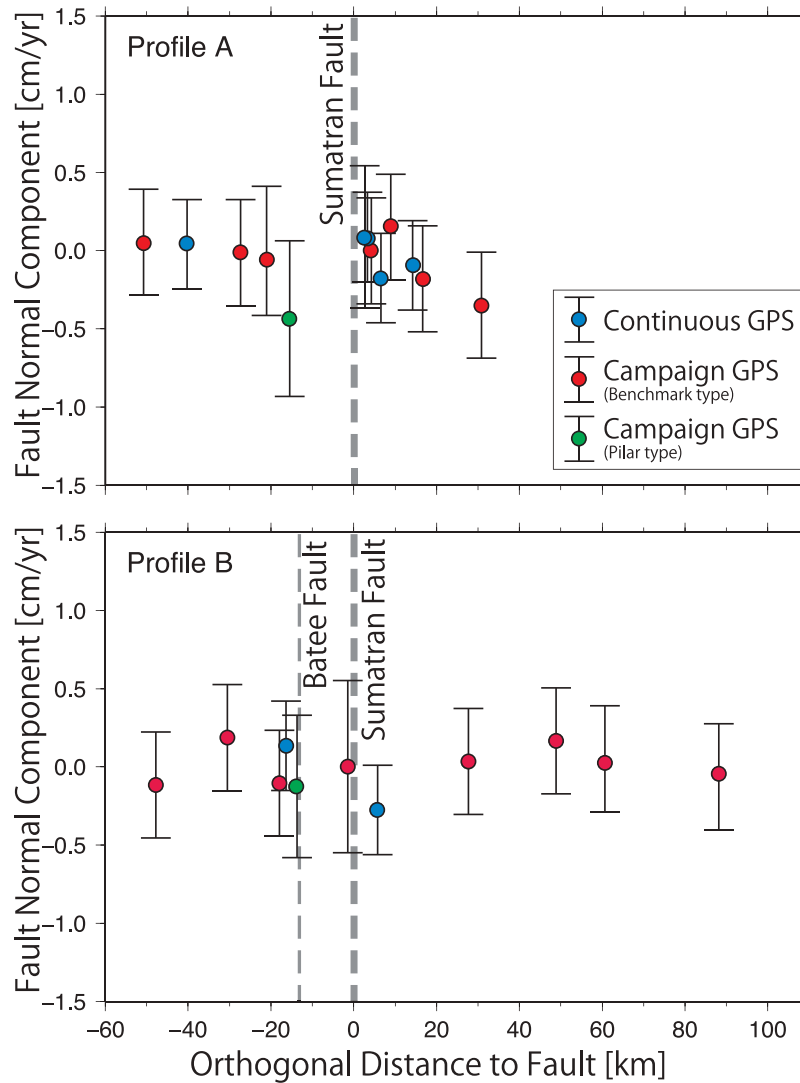 Fault Normal Component [cm/yr]
1.5
1.0
0.5
0.0
−0.5
−1.0
−1.5
Profile A
Sumatran Fault
Continuous GPS
Campaign GPS
(Benchmark type)
Campaign GPS
(Pilar type)
Fault Normal Component [cm/yr]
1.5
1.0
0.5
0.0
−0.5
−1.0
−1.5
Profile B
Batee Fault
Sumatran Fault
−60 −40 −20 0 20 40 60 80 100
Orthogonal Distance to Fault [km]